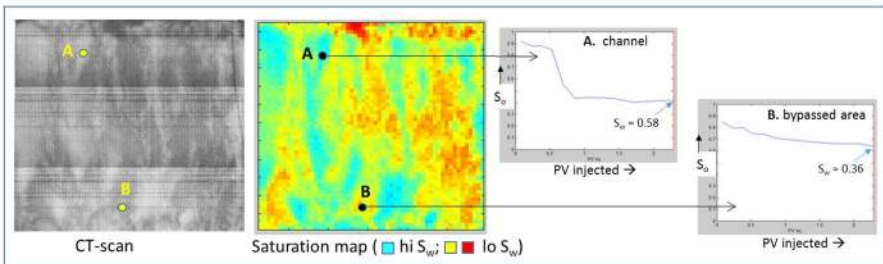 A
B
CT-scan
A
B
Saturation map ( hi Sw; lo Sw)
A. channel
So
Sw = 0.58
PV injected →
B. bypassed area
So
Sw ≈ 0.36
PV injected →